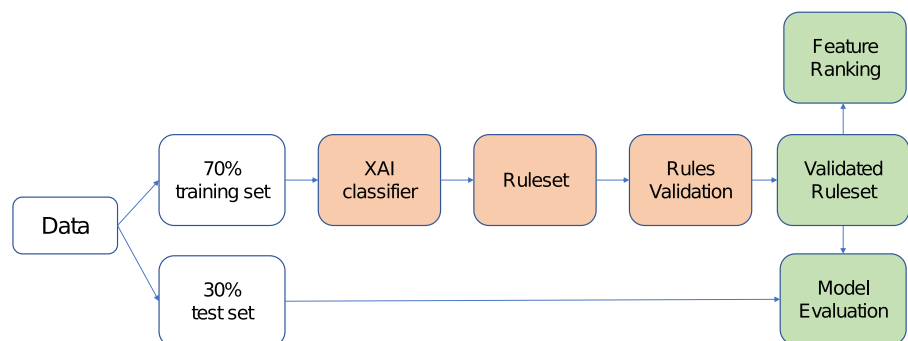 Feature
Ranking
70%
training set
XAI
classifier
Ruleset
Rules
Validation
Validated
Ruleset
Data
30%
test set
Model
Evaluation